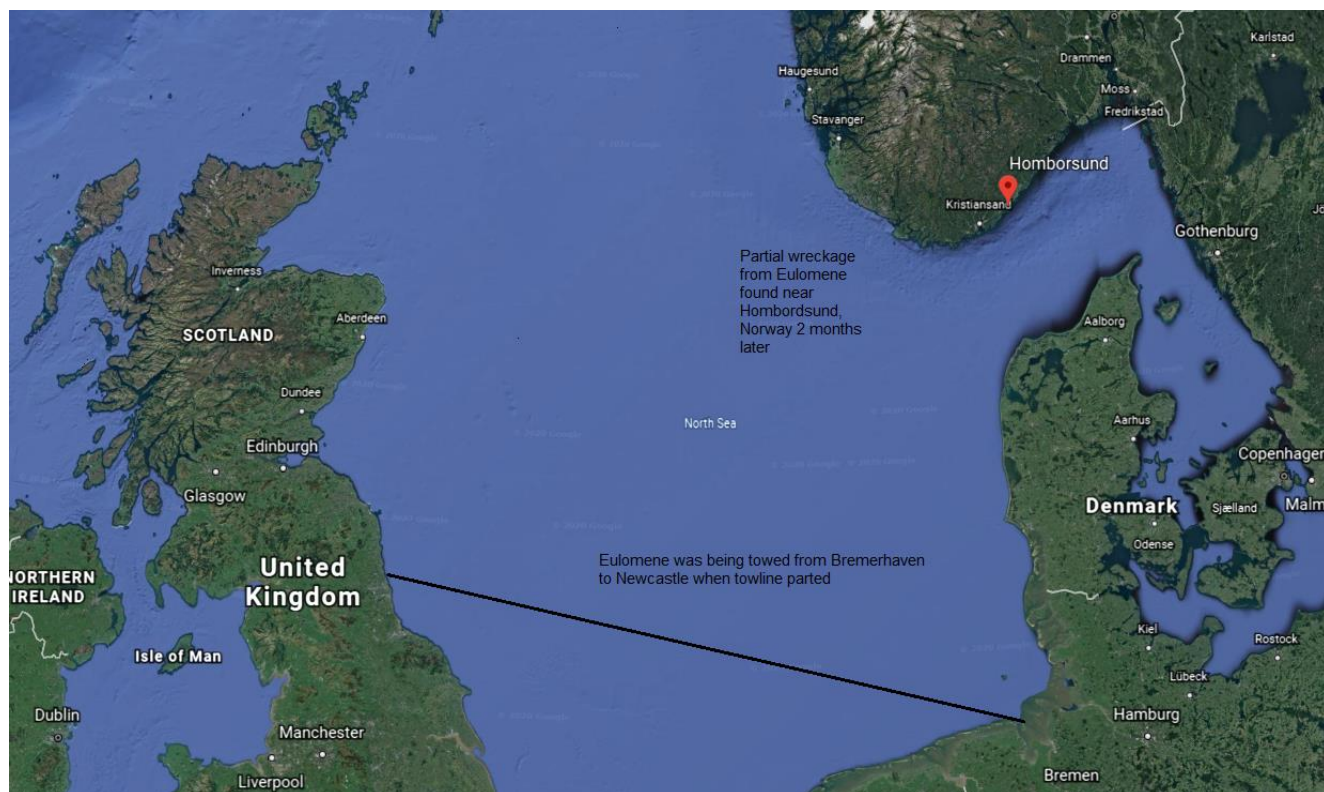 Karlstad
Drammen
Haugesund
Moss
Fredrikstad
Stavanger
Homborsund
Kristiansand
Gothenburg
Partial wreckage
from Eulomene
found near
Hombordsund,
Norway 2 months
later
Inverness
Aberdeen
SCOTLAND
Aalborg
Dundee
North Sea
Aarhus
Edinburgh
Copenhagen
Glasgow
Denmark
Sjælland
Malm
Odense
Eulomene was being towed from Bremerhaven
to Newcastle when towline parted
United
Kingdom
NORTHERN
IRELAND
Isle of Man
Kiel
Rostock
Lübeck
Dublin
Hamburg
Manchester
Liverpool
Bremen
© 2020 Google